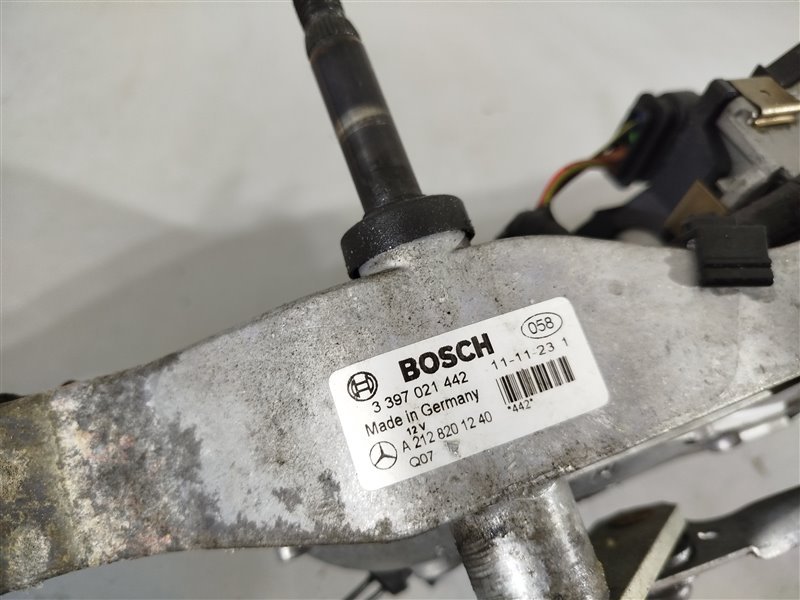 BOSCH
058
3 397 021 442
11-11-23 1
Made in Germany
*442*
12V
A 212 820 12 40
Q07